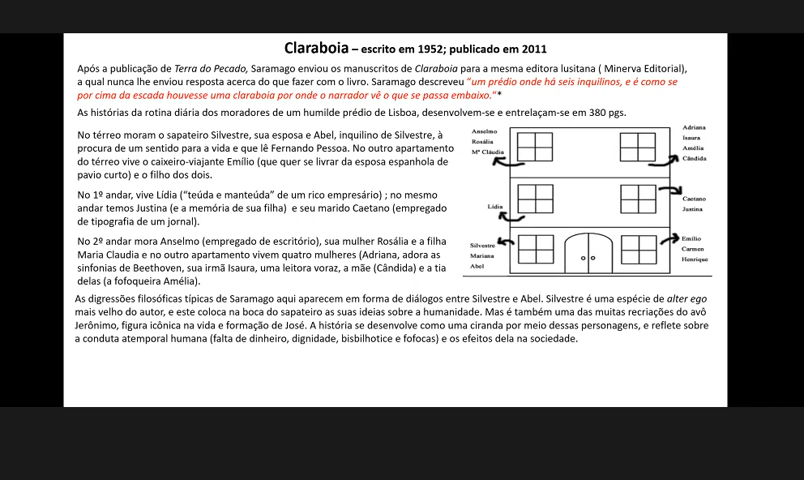 Claraboia – escrito em 1952; publicado em 2011
Após a publicação de Terra do Pecado, Saramago enviou os manuscritos de Claraboia para a mesma editora lusitana ( Minerva Editorial),
a qual nunca lhe enviou resposta acerca do que fazer com o livro. Saramago descreveu “um prédio onde há seis inquilinos, e é como se
por cima da escada houvesse uma claraboia por onde o narrador vê o que se passa embaixo.”*
As histórias da rotina diária dos moradores de um humilde prédio de Lisboa, desenvolvem-se e entrelaçam-se em 380 pgs.
No térreo moram o sapateiro Silvestre, sua esposa e Abel, inquilino de Silvestre, à
procura de um sentido para a vida e que lê Fernando Pessoa. No outro apartamento
do térreo vive o caixeiro-viajante Emílio (que quer se livrar da esposa espanhola de
pavio curto) e o filho dos dois.
No 1º andar, vive Lídia (“teúda e manteúda” de um rico empresário) ; no mesmo
andar temos Justina (e a memória de sua filha) e seu marido Caetano (empregado
de tipografia de um jornal).
No 2º andar mora Anselmo (empregado de escritório), sua mulher Rosália e a filha
Maria Claudia e no outro apartamento vivem quatro mulheres (Adriana, adora as
sinfonias de Beethoven, sua irmã Isaura, uma leitora voraz, a mãe (Cândida) e a tia
delas (a fofoqueira Amélia).
Anselmo
Rosália
Mª Cláudia
Adriana
Isaura
Amélia
Cândida
Lídia
Caetano
Justina
Silvestre
Mariana
Abel
Emílio
Carmen
Henrique
As digressões filosóficas típicas de Saramago aqui aparecem em forma de diálogos entre Silvestre e Abel. Silvestre é uma espécie de alter ego
mais velho do autor, e este coloca na boca do sapateiro as suas ideias sobre a humanidade. Mas é também uma das muitas recriações do avô
Jerônimo, figura icônica na vida e formação de José. A história se desenvolve como uma ciranda por meio dessas personagens, e reflete sobre
a conduta atemporal humana (falta de dinheiro, dignidade, bisbilhotice e fofocas) e os efeitos dela na sociedade.